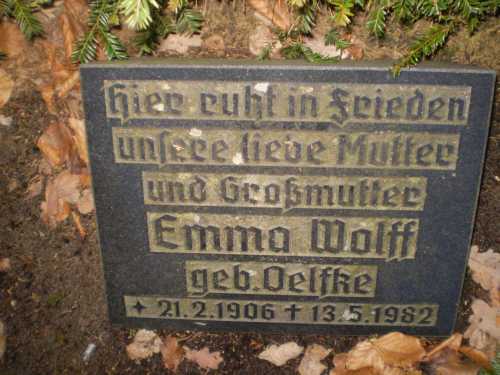 Hier ruht in Frieden
unsere liebe Mutter
und Großmutter
Emma Wolff
geb. Oelfke
✦ 21.2.1906 ✝ 13.5.1982